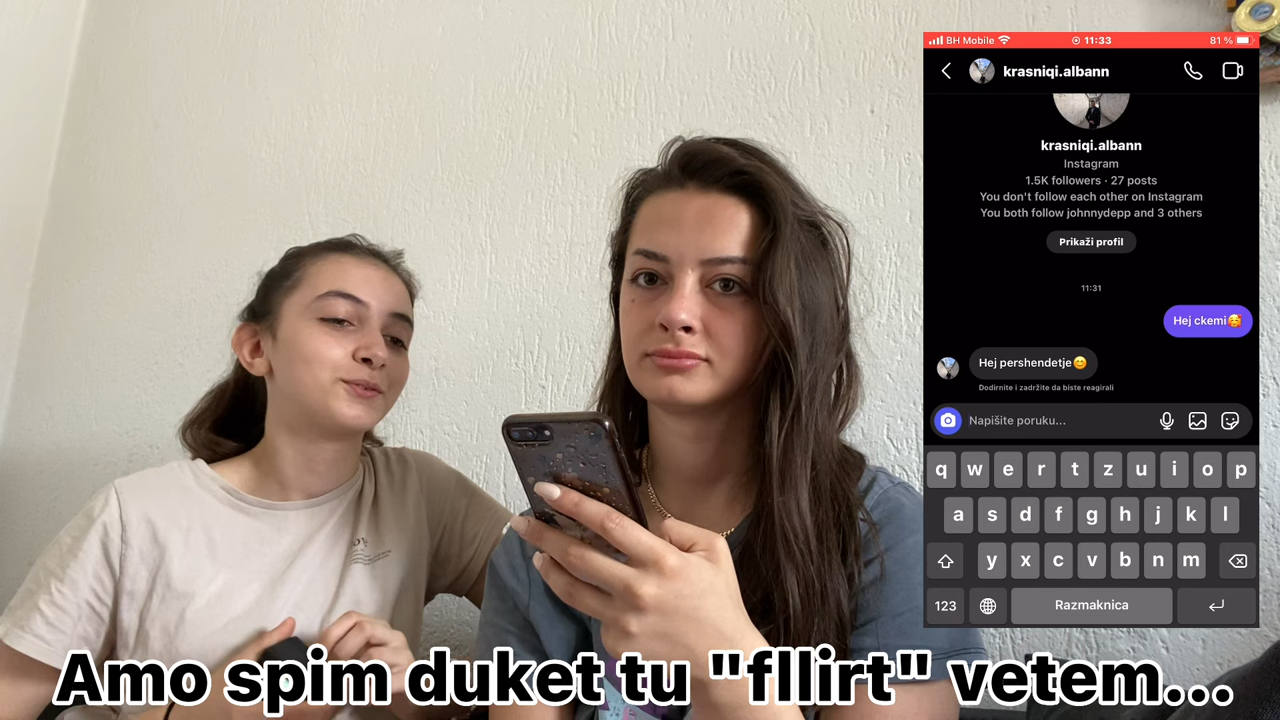 BH Mobile 11:33 81 %
krasniqi.albann
krasniqi.albann
Instagram
1.5K followers · 27 posts
You don't follow each other on Instagram
You both follow johnnydepp and 3 others
Prikaži profil
11:31
Hej ckemi🥰
Hej pershendetje😊
Dodirnite i zadržite da biste reagirali
Napišite poruku...
q w e r t z u i o p
a s d f g h j k l
y x c v b n m
123 Razmaknica
Amo spim duket tu "fllirt" vetem...